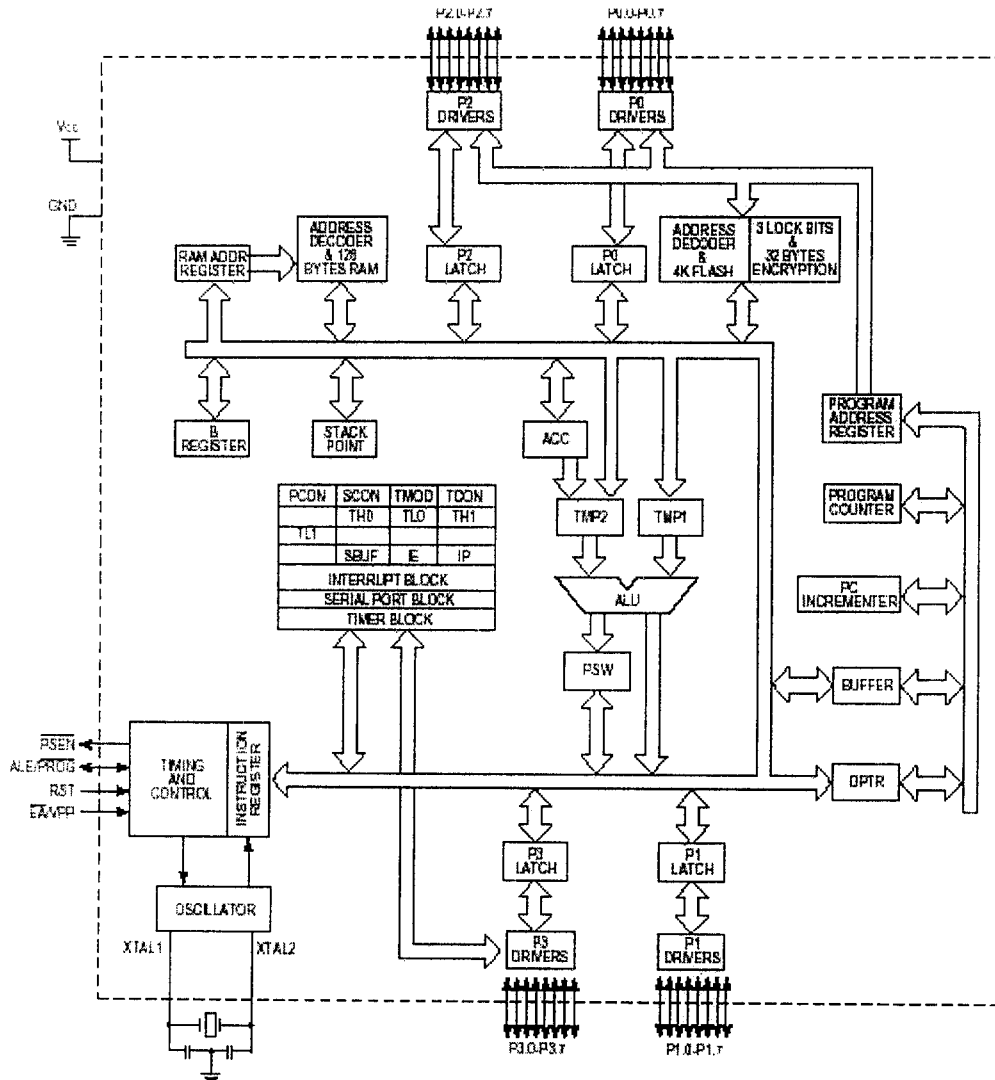 P2.0-P2.7
P0.0-P0.7
P2
DRIVERS
P0
DRIVERS
Vcc
GND
RAM ADDR
REGISTER
ADDRESS
DECODER
& 128
BYTES RAM
P2
LATCH
P0
LATCH
ADDRESS
DECODER
&
4K FLASH
3 LOCK BITS
&
32 BYTES
ENCRYPTION
B
REGISTER
STACK
POINT
ACC
PROGRAM
ADDRESS
REGISTER
PCON SCON TMOD TCON
TH0 TL0 TH1
TL1
SBUF IE IP
INTERRUPT BLOCK
SERIAL PORT BLOCK
TIMER BLOCK
TMP2
TMP1
PROGRAM
COUNTER
ALU
PC
INCREMENTER
PSW
BUFFER
PSEN
ALE/PROG
RST
EA/VPP
TIMING
AND
CONTROL
INSTRUCTION
REGISTER
DPTR
P3
LATCH
P1
LATCH
OSCILLATOR
XTAL1
XTAL2
P3
DRIVERS
P1
DRIVERS
P3.0-P3.7
P1.0-P1.7